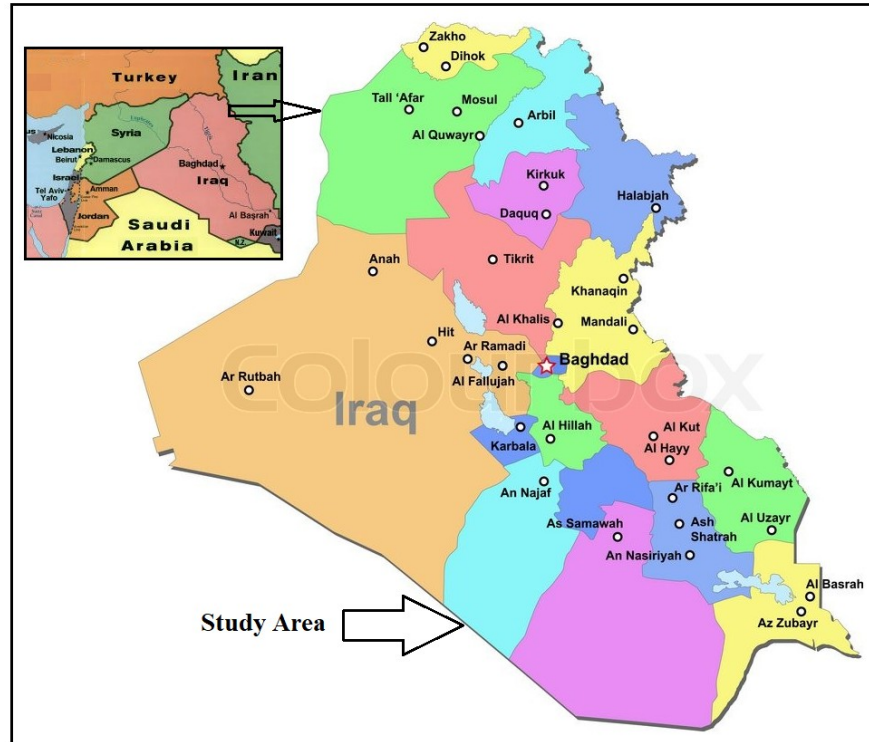 Turkey
Iran
Nicosia
Syria
Lebanon
Beirut
Damascus
Israel
Baghdad
Iraq
Tel Aviv-
Yafo
Amman
Jordan
Al Başrah
Saudi
Arabia
Kuwait
N.Z.
Zakho
Dihok
Tall ‘Afar
Mosul
Arbil
Al Quwayr
Kirkuk
Daquq
Halabjah
Anah
Tikrit
Khanaqin
Al Khalis
Mandali
Hit
Ar Ramadi
Baghdad
Al Fallujah
Ar Rutbah
colourbox
Iraq
Al Hillah
Karbala
Al Kut
Al Hayy
An Najaf
Ar Rifa’i
Al Kumayt
As Samawah
Ash
Shatrah
Al Uzayr
An Nasiriyah
Al Basrah
Az Zubayr
Study Area